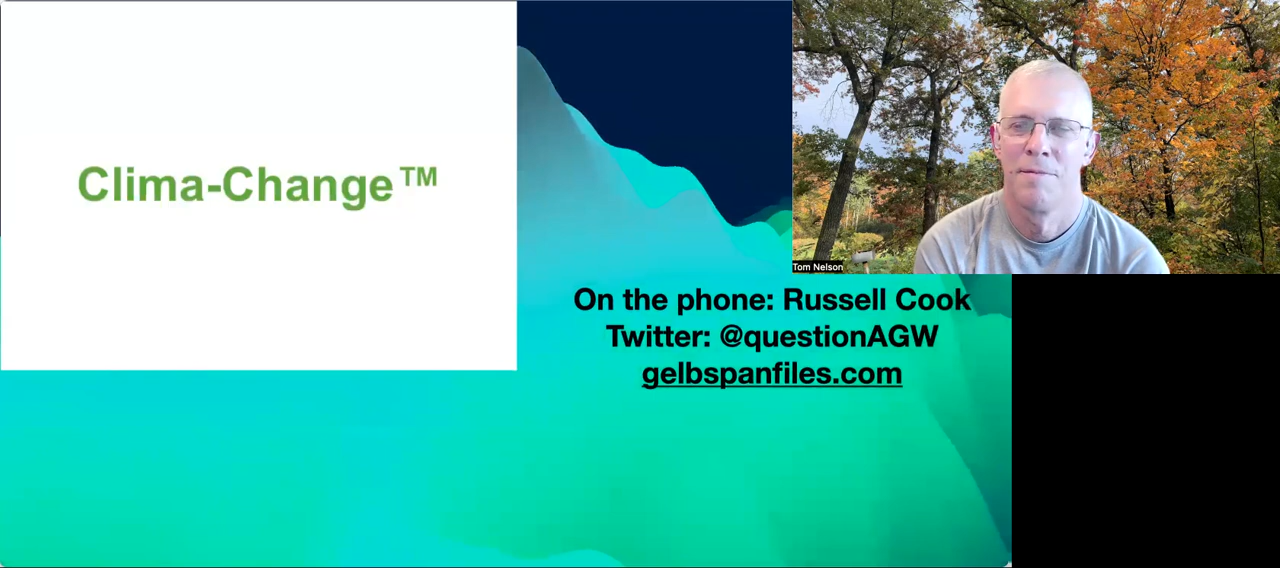 Clima-Change™
Tom Nelson
On the phone: Russell Cook
Twitter: @questionAGW
gelbspanfiles.com